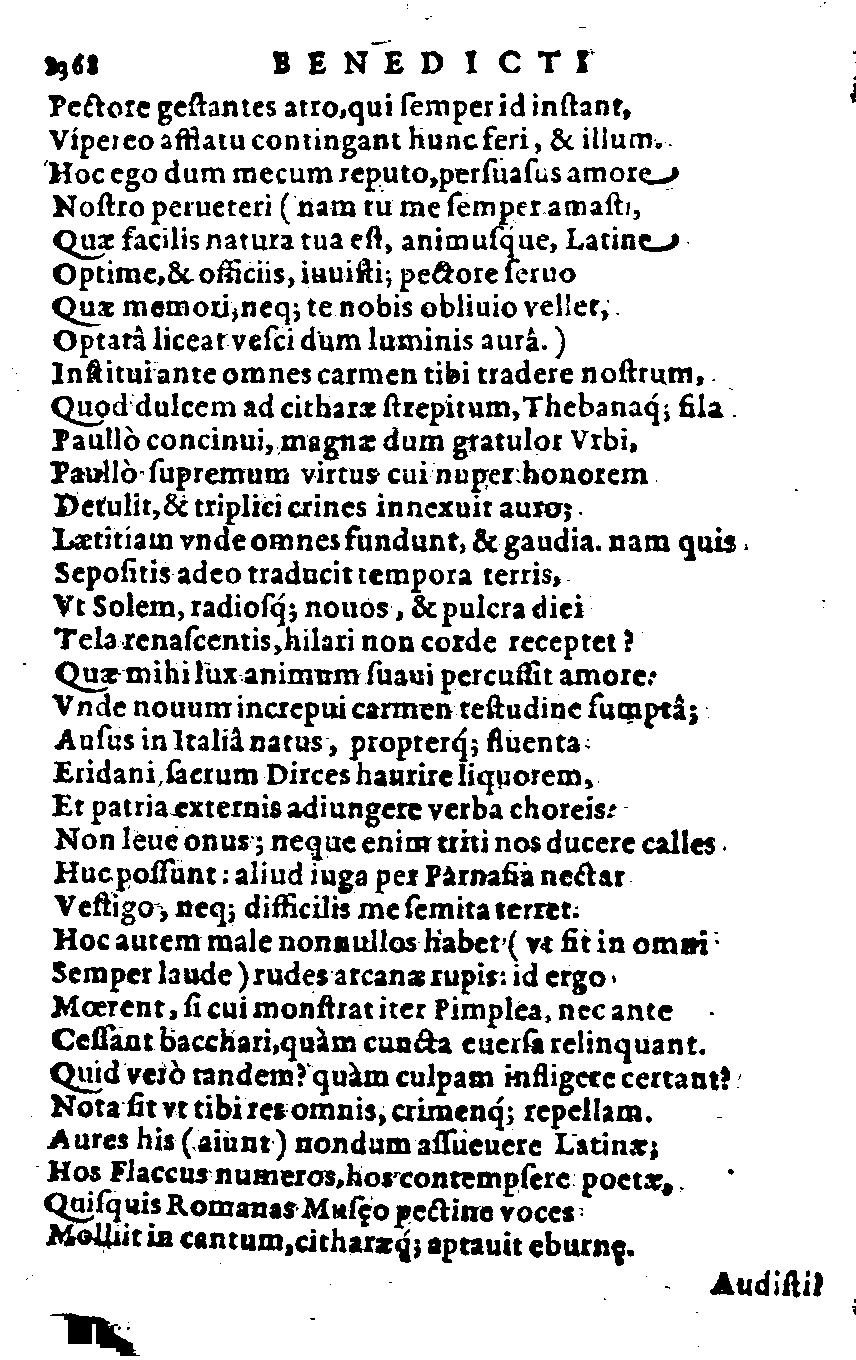 368 BENEDICTI
Pectore gestantes atro, qui semper id instant,
Vipereo afflatu contingant hunc feri, & illum.
Hoc ego dum mecum reputo, persuasus amore
Nostro perueteri ( nam tu me semper amasti,
Quæ facilis natura tua est, animusque, Latine
Optime, & officiis, iuuisti; pectore seruo
Quæ memori, neq; te nobis obliuio vellet,
Optatâ liceat vesci dum luminis aurâ. )
Institui ante omnes carmen tibi tradere nostrum,
Quod dulcem ad citharæ strepitum, Thebanaq́; fila
Paullò concinui, magnæ dum gratulor Vrbi,
Paullò supremum virtus cui nuper honorem
Detulit, & triplici crines innexuit auro;
Lætitiam vnde omnes fundunt, & gaudia. nam quis
Sepositis adeo traducit tempora terris,
Vt Solem, radiosq́; nouos, & pulcra diei
Tela renascentis, hilari non corde receptet?
Quæ mihi lux animum suaui percussit amore:
Vnde nouum increpui carmen testudine sumptâ;
Ausus in Italiâ natus, propterq́; fluenta
Eridani, sacrum Dirces haurire liquorem,
Et patria externis adiungere verba choreis:
Non leue onus; neque enim triti nos ducere calles
Huc possunt: aliud iuga per Parnasia nectar
Vestigo, neq; difficilis me semita terret.
Hoc autem male nonnullos habet ( vt fit in omni
Semper laude ) rudes arcanæ rupis: id ergo
Mœrent, si cui monstrat iter Pimplea, nec ante
Cessant bacchari, quàm cuncta euersa relinquant.
Quid verò tandem? quàm culpam infligere certant?
Nota sit vt tibi res omnis, crimenq́; repellam.
Aures his ( aiunt ) nondum assueuere Latinæ;
Hos Flaccus numeros, hos contempsere poetæ,
Quisquis Romanas Musęo pectine voces
Molliit in cantum, citharæq́; aptauit eburnę.
Audisti?